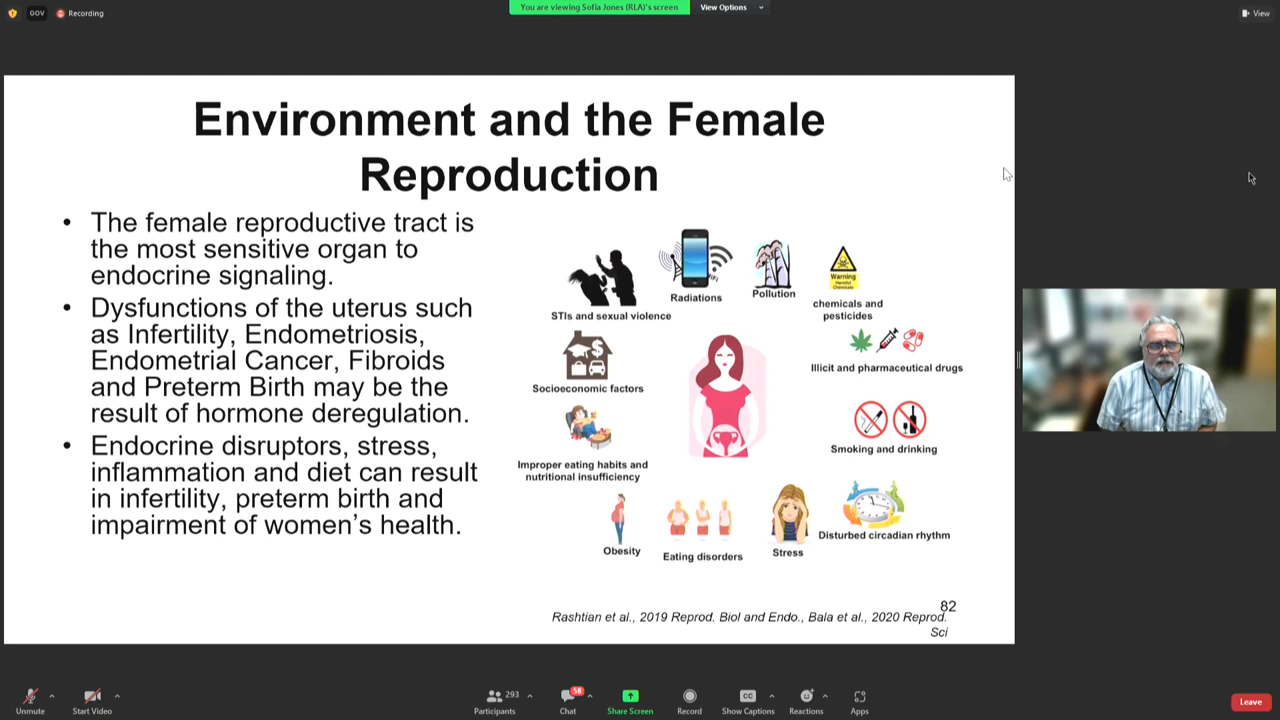 GOV
Recording
You are viewing Sofia Jones (RLA)'s screen
View Options
View
Environment and the Female
Reproduction
• The female reproductive tract is
the most sensitive organ to
endocrine signaling.
• Dysfunctions of the uterus such
as Infertility, Endometriosis,
Endometrial Cancer, Fibroids
and Preterm Birth may be the
result of hormone deregulation.
• Endocrine disruptors, stress,
inflammation and diet can result
in infertility, preterm birth and
impairment of women's health.
STIs and sexual violence
Radiations
Pollution
Warning
chemicals and
pesticides
Socioeconomic factors
Illicit and pharmaceutical drugs
Improper eating habits and
nutritional insufficiency
Smoking and drinking
Obesity
Eating disorders
Stress
Disturbed circadian rhythm
82
Rashtian et al., 2019 Reprod. Biol and Endo., Bala et al., 2020 Reprod.
Sci
Unmute
Start Video
293
Participants
58
Chat
Share Screen
Record
CC
Show Captions
Reactions
Apps
Leave